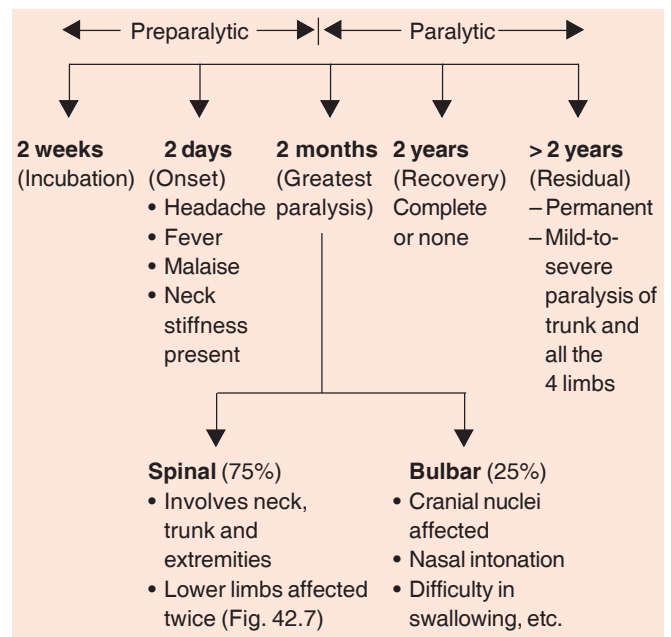 Preparalytic
Paralytic
2 weeks
(Incubation)
2 days
(Onset)
• Headache
• Fever
• Malaise
• Neck
stiffness
present
2 months
(Greatest
paralysis)
2 years
(Recovery)
Complete
or none
> 2 years
(Residual)
– Permanent
– Mild-to-
severe
paralysis of
trunk and
all the
4 limbs
Spinal (75%)
• Involves neck,
trunk and
extremities
• Lower limbs affected
twice (Fig. 42.7)
Bulbar (25%)
• Cranial nuclei
affected
• Nasal intonation
• Difficulty in
swallowing, etc.